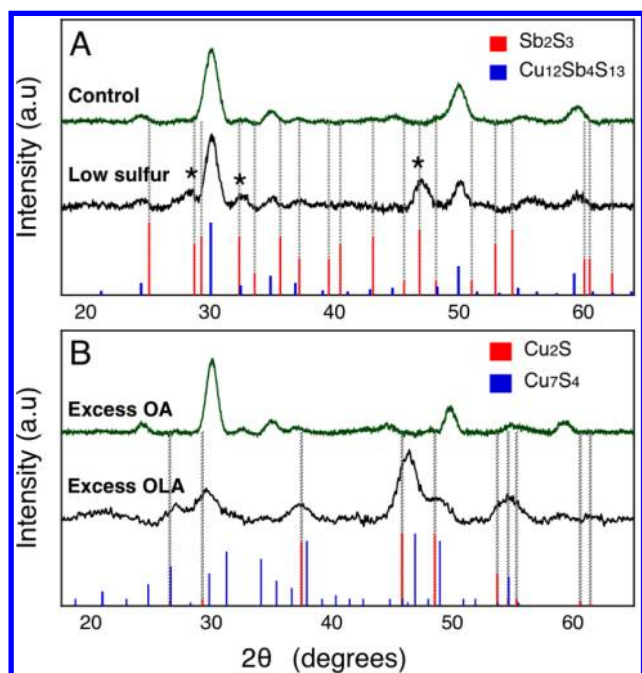 A
Sb2S3
Cu12Sb4S13
Control
Low sulfur
*
*
*
Intensity (a.u)
20 30 40 50 60
B
Cu2S
Cu7S4
Excess OA
Excess OLA
Intensity (a.u)
20 30 40 50 60
2θ (degrees)